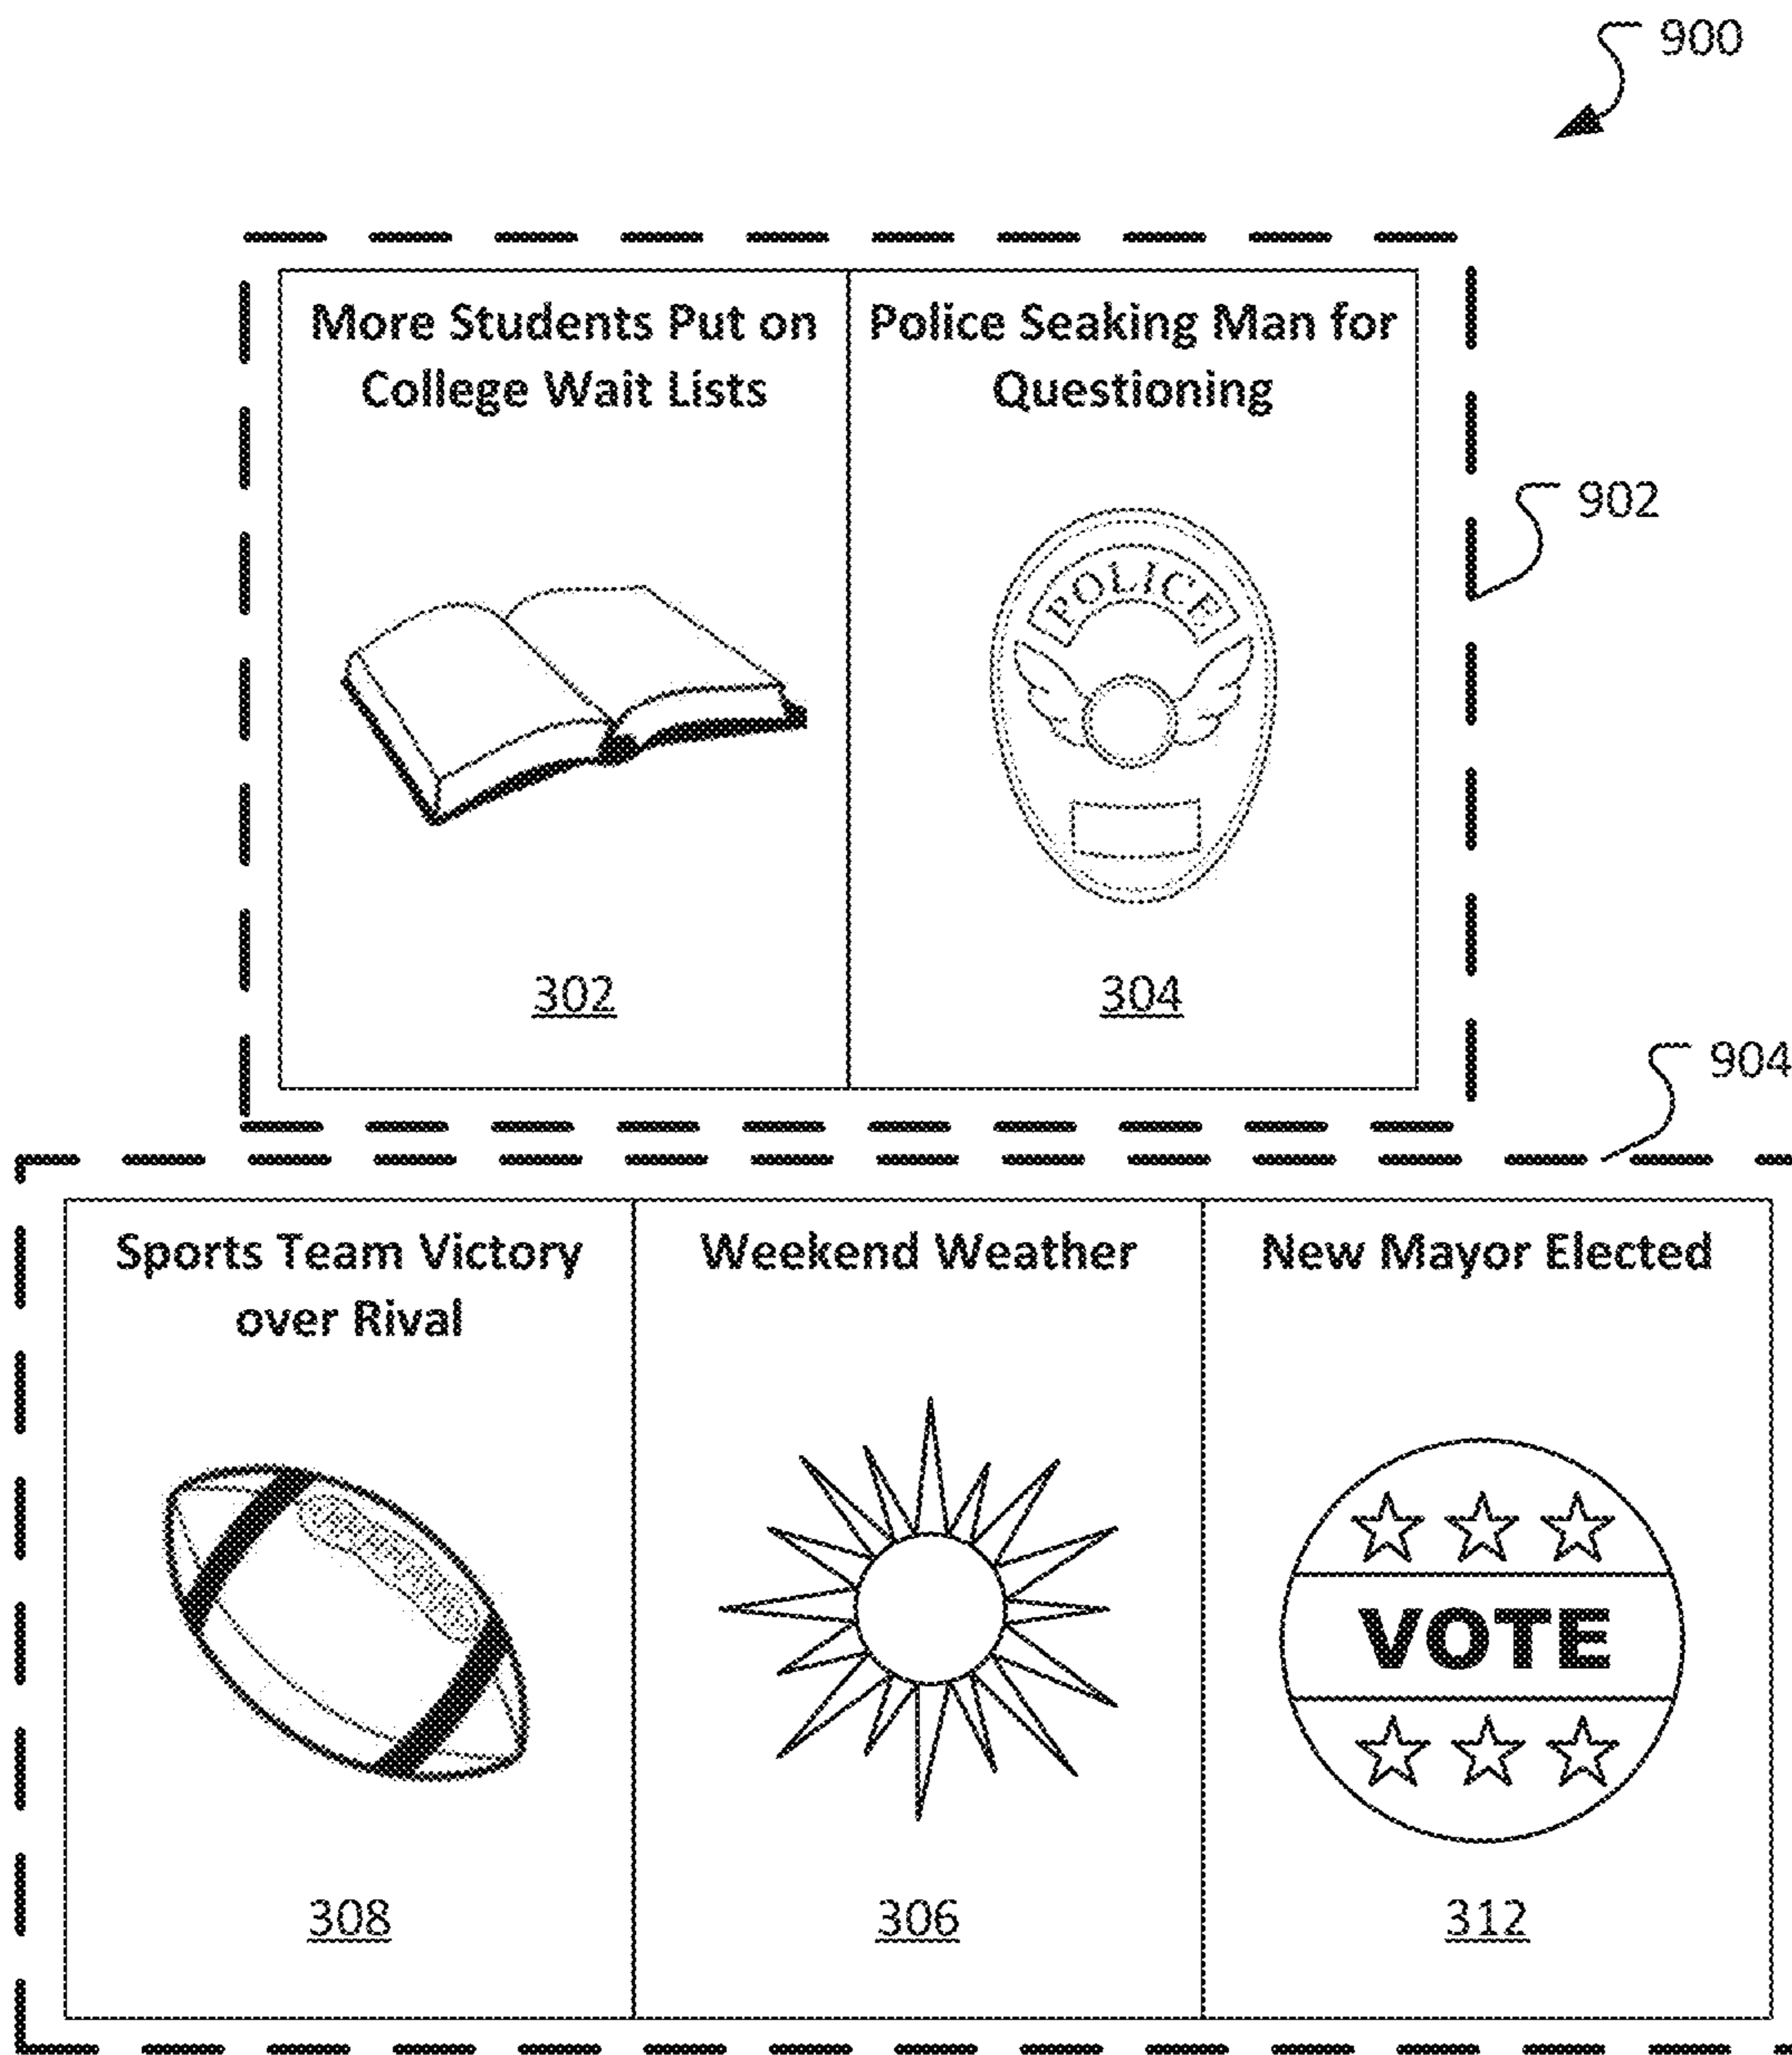 900
More Students Put on
College Wait Lists
Police Seaking Man for
Questioning
902
POLICE
302
304
904
Sports Team Victory
over Rival
Weekend Weather
New Mayor Elected
VOTE
308
306
312